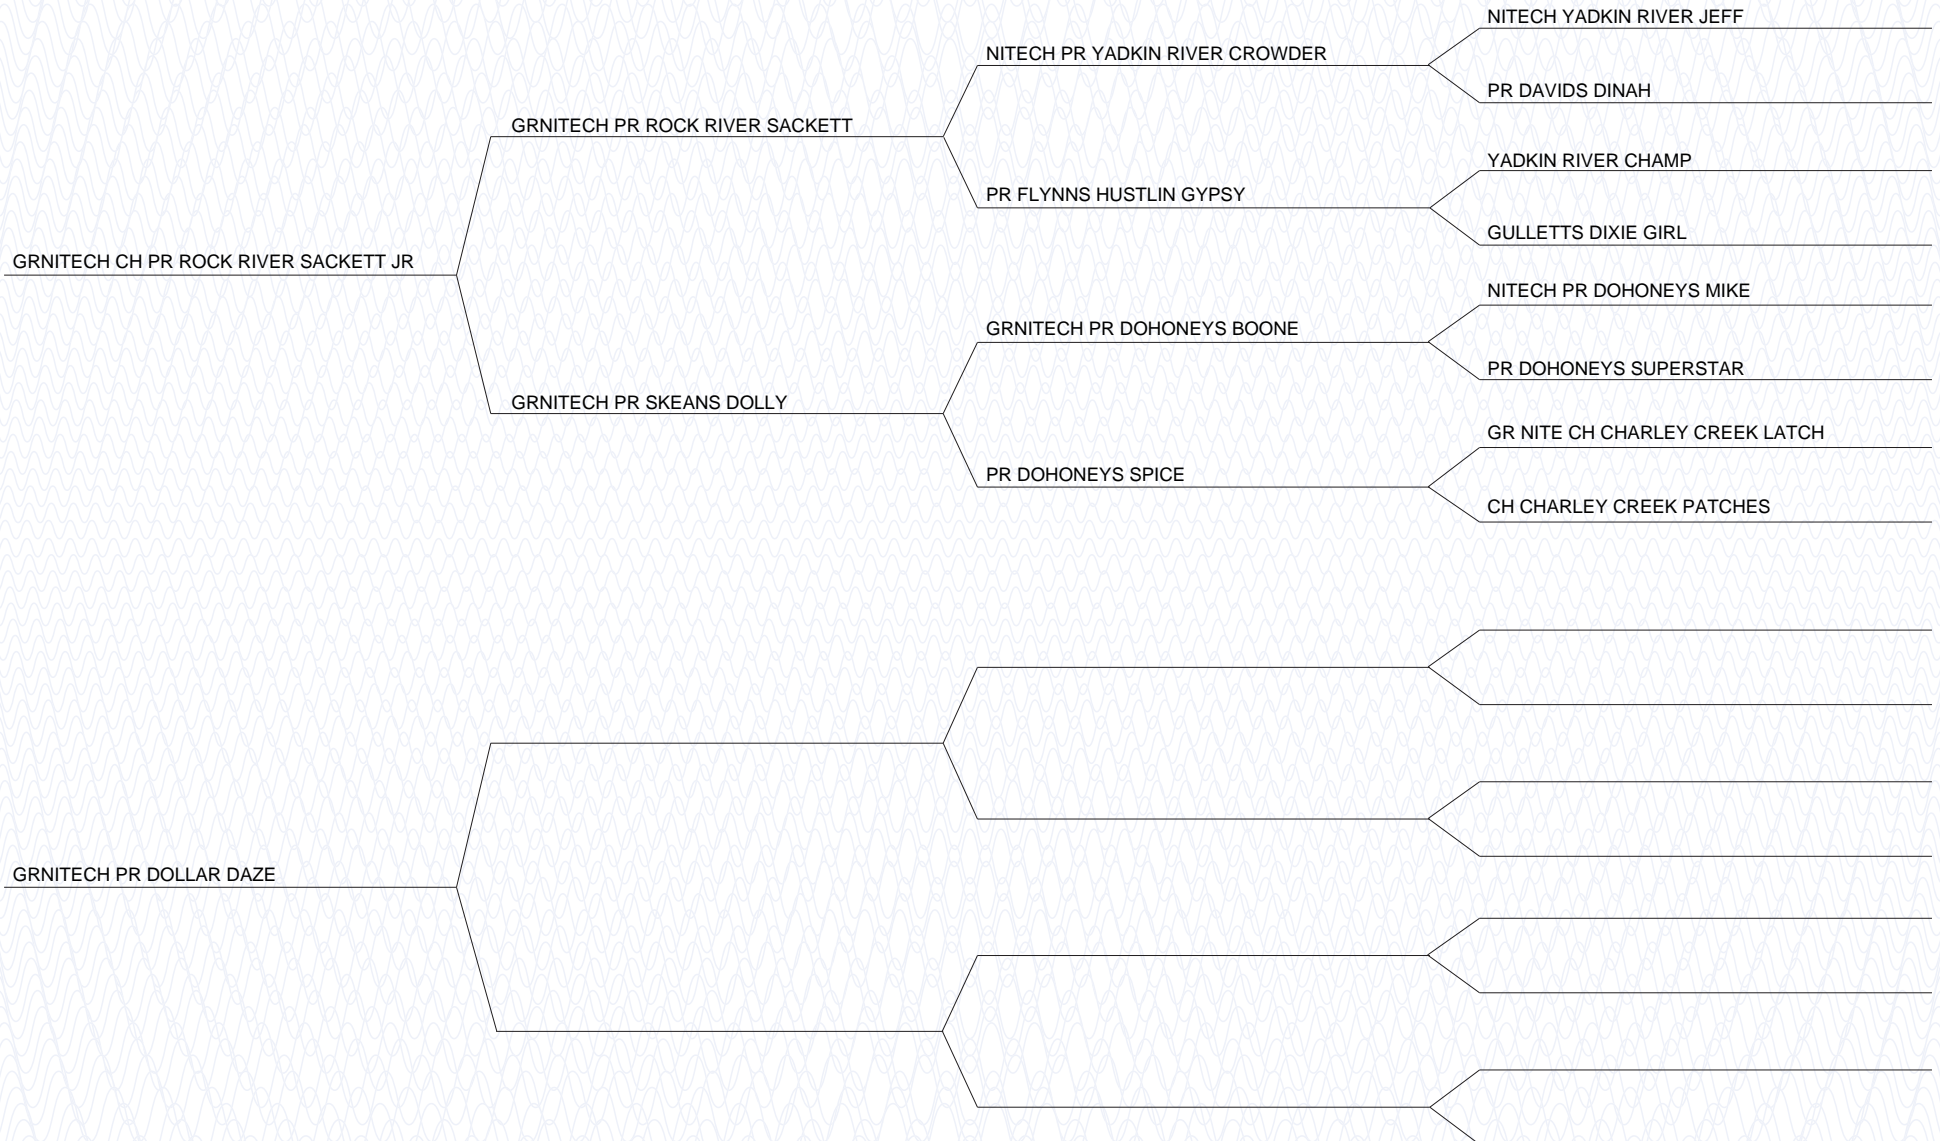 NITECH YADKIN RIVER JEFF
NITECH PR YADKIN RIVER CROWDER
PR DAVIDS DINAH
GRNITECH PR ROCK RIVER SACKETT
YADKIN RIVER CHAMP
PR FLYNNS HUSTLIN GYPSY
GULLETTS DIXIE GIRL
GRNITECH CH PR ROCK RIVER SACKETT JR
NITECH PR DOHONEYS MIKE
GRNITECH PR DOHONEYS BOONE
PR DOHONEYS SUPERSTAR
GRNITECH PR SKEANS DOLLY
GR NITE CH CHARLEY CREEK LATCH
PR DOHONEYS SPICE
CH CHARLEY CREEK PATCHES
GRNITECH PR DOLLAR DAZE